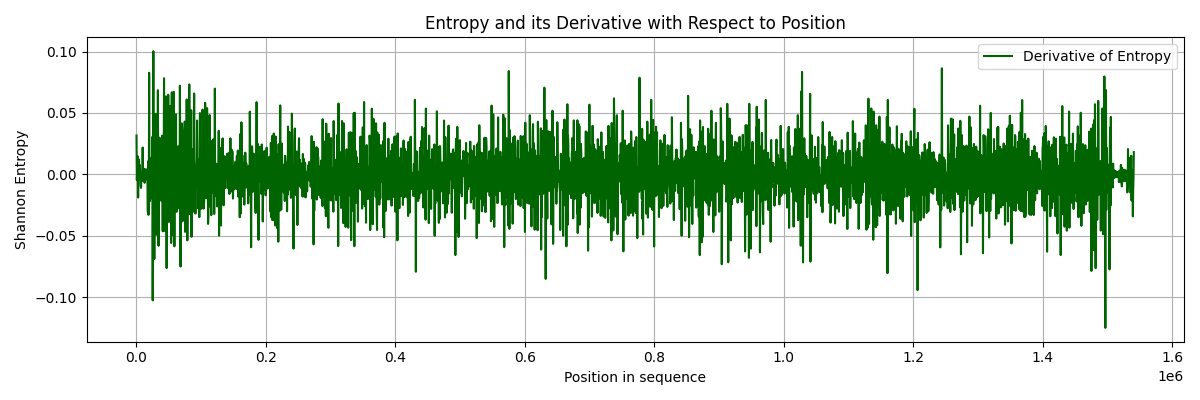 Entropy and its Derivative with Respect to Position
Derivative of Entropy
Shannon Entropy
0.10
0.05
0.00
−0.05
−0.10
0.0 0.2 0.4 0.6 0.8 1.0 1.2 1.4 1.6
1e6
Position in sequence